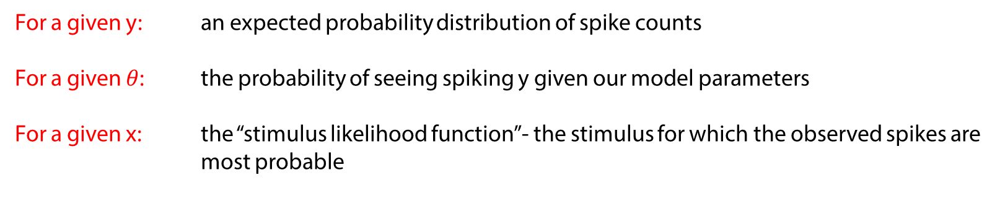 For a given y: an expected probability distribution of spike counts
For a given θ: the probability of seeing spiking y given our model parameters
For a given x: the “stimulus likelihood function”- the stimulus for which the observed spikes are
most probable